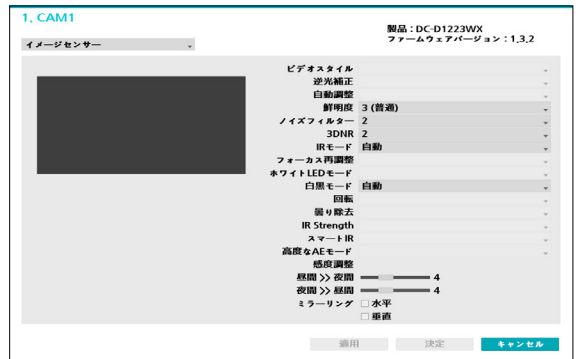 1. CAM1
製品：DC-D1223WX
ファームウェアバージョン：1,3,2
イメージセンサー
ビデオスタイル
逆光補正
自動調整
鮮明度 3 (普通)
ノイズフィルター 2
3DNR 2
IRモード 自動
フォーカス再調整
ホワイトLEDモード
白黒モード 自動
回転
曇り除去
IR Strength
スマートIR
高度なAEモード
感度調整
昼間 >> 夜間 4
夜間 >> 昼間 4
ミラーリング 水平
垂直
適用 決定 キャンセル